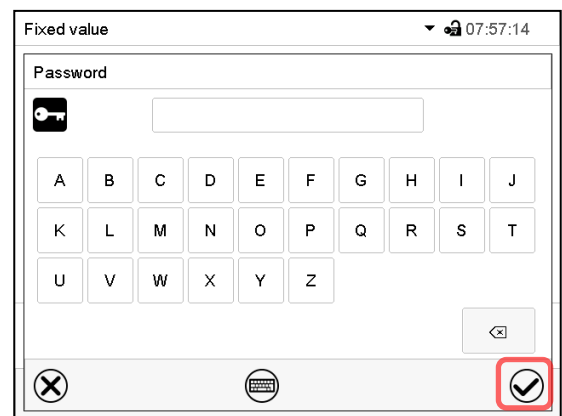 Fixed value 07:57:14
Password
A B C D E F G H I J
K L M N O P Q R S T
U V W X Y Z